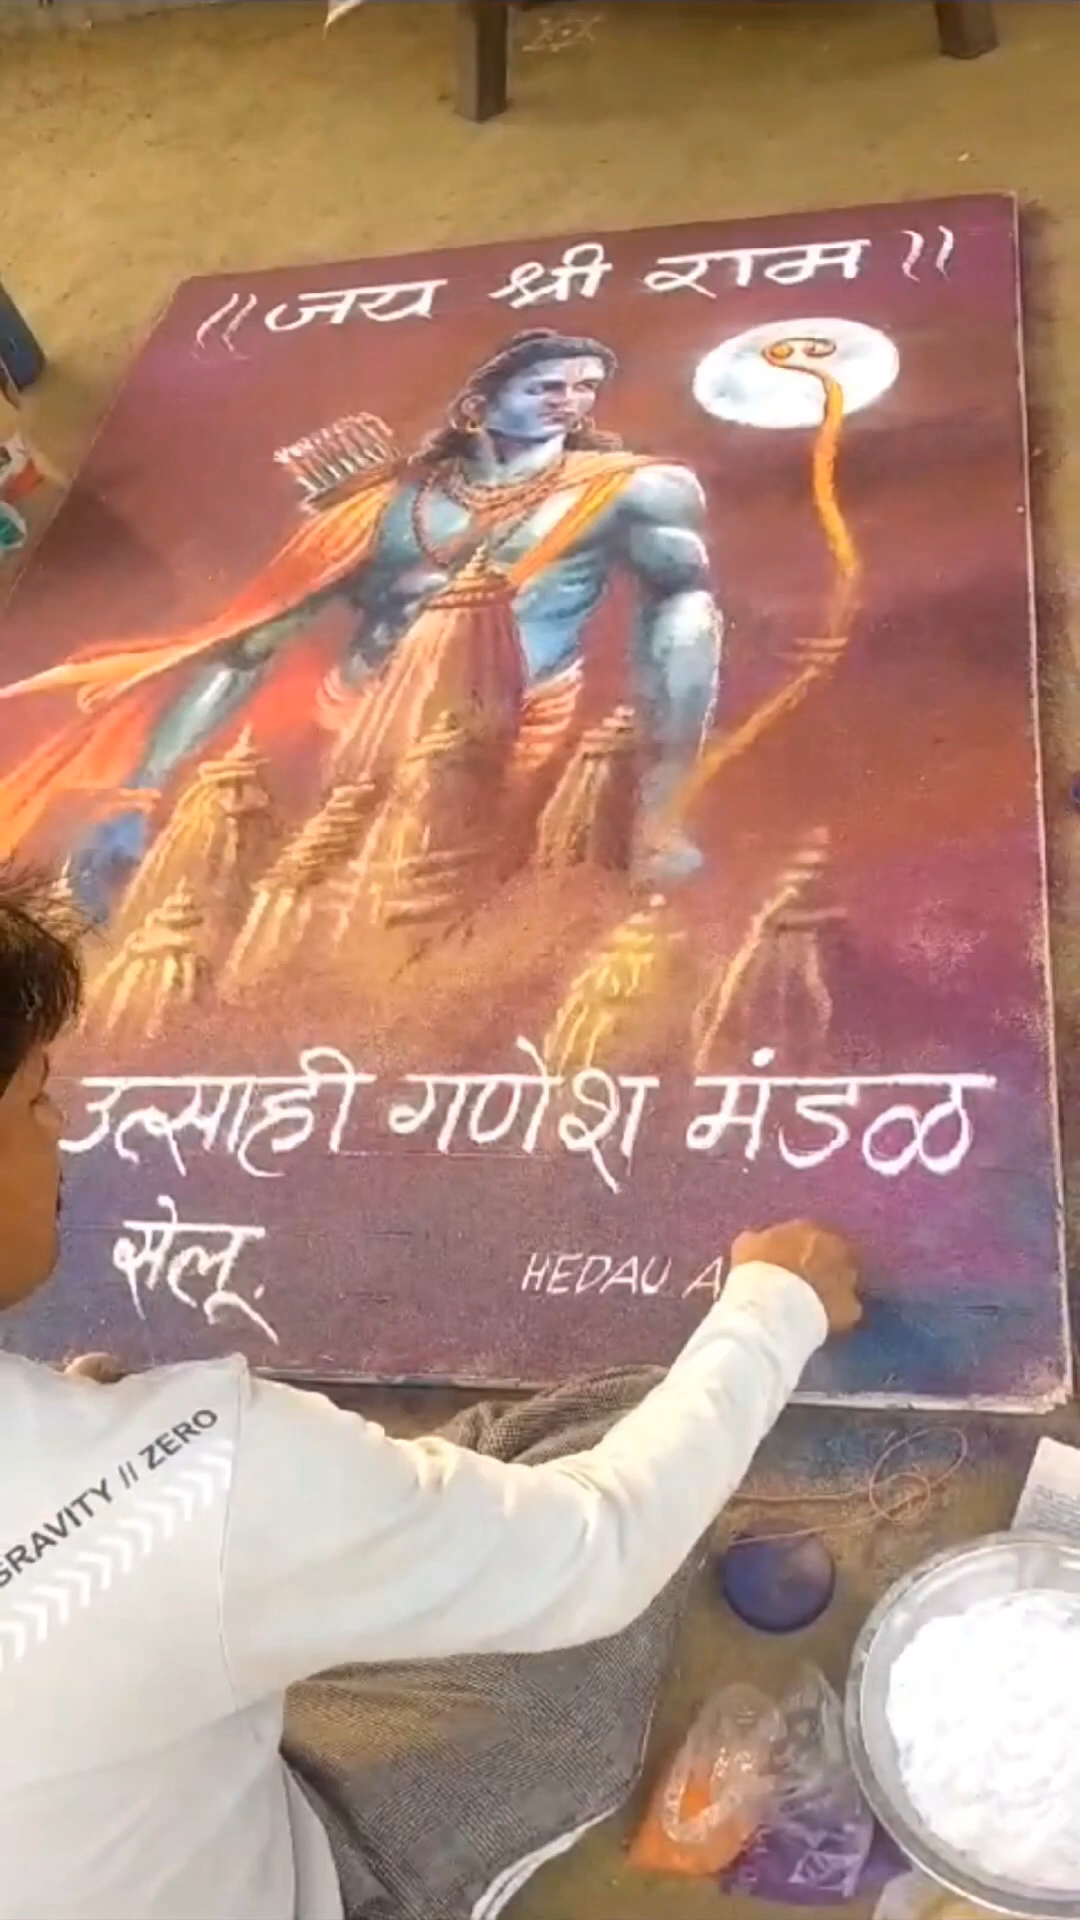 ॥ जय श्री राम ॥
उत्साही गणेश मंडळ
सेलू.
HEDAU A
GRAVITY // ZERO